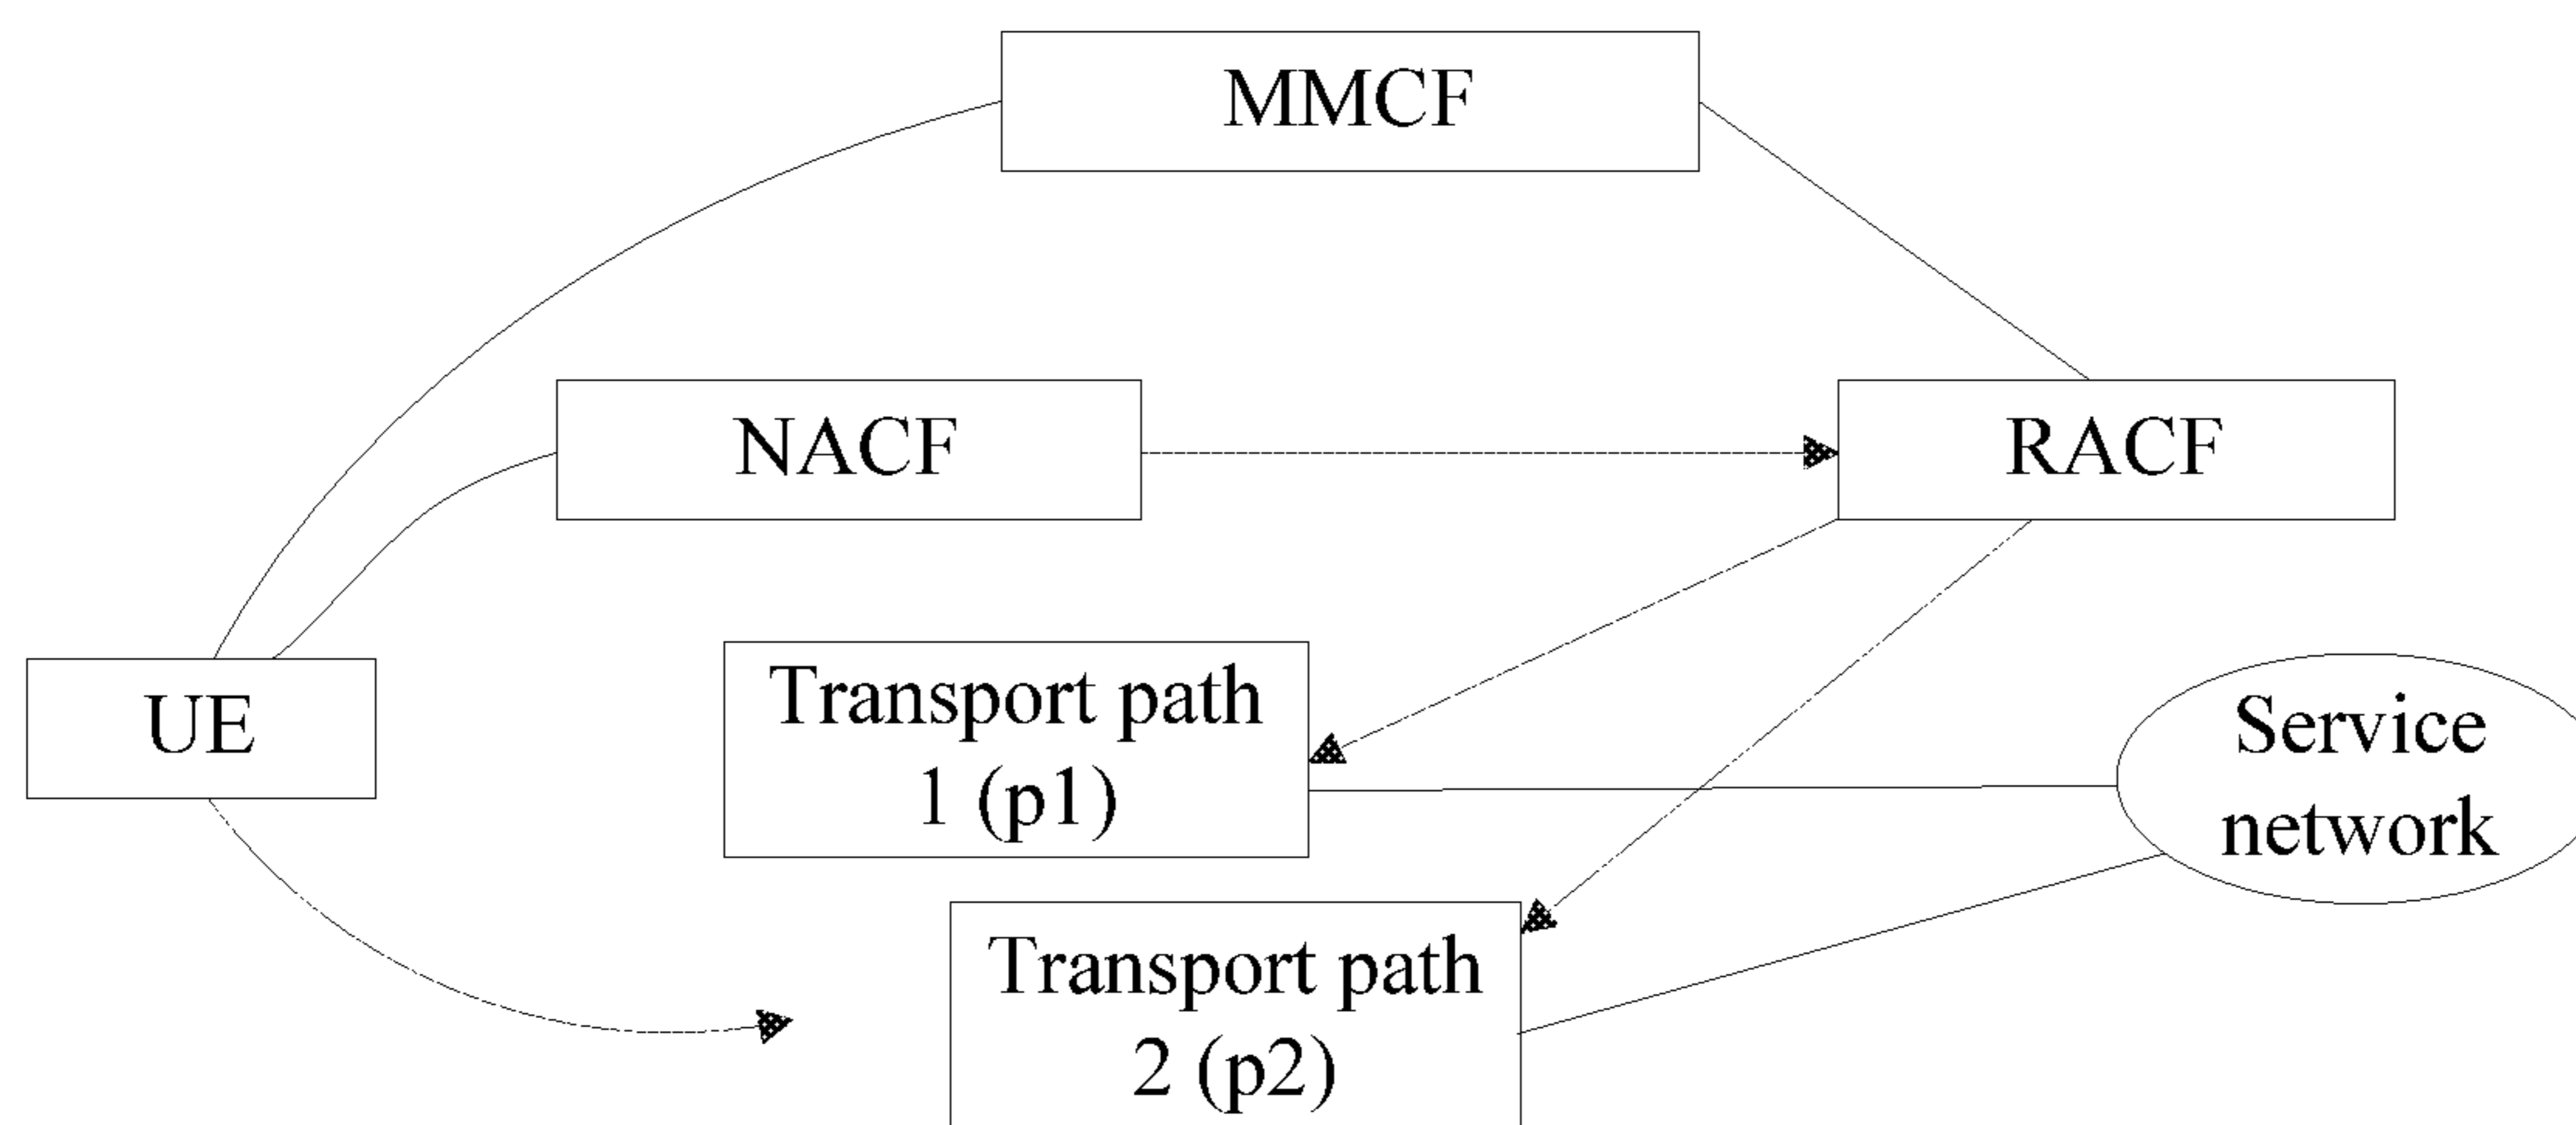 MMCF
NACF
RACF
UE
Transport path
1 (p1)
Service
network
Transport path
2 (p2)